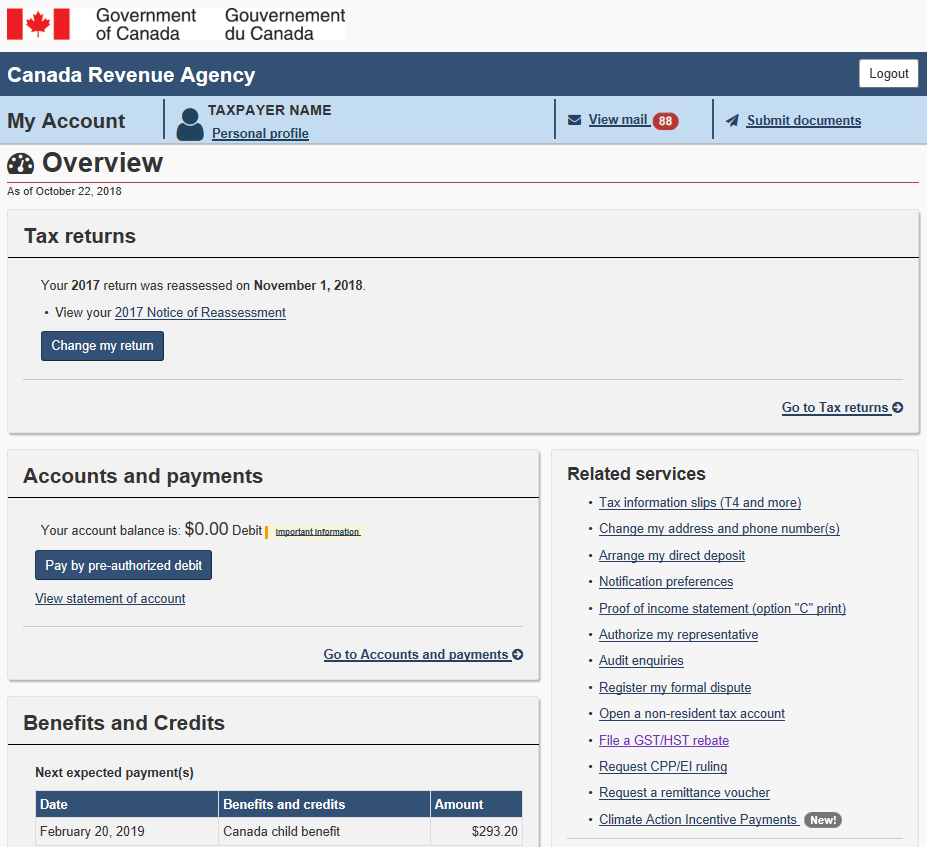 Government of Canada
Gouvernement du Canada
Canada Revenue Agency
Logout
My Account
TAXPAYER NAME
Personal profile
View mail 88
Submit documents
Overview
As of October 22, 2018
Tax returns
Your 2017 return was reassessed on November 1, 2018.
• View your 2017 Notice of Reassessment
Change my return
Go to Tax returns
Accounts and payments
Your account balance is: $0.00 Debit Important Information
Pay by pre-authorized debit
View statement of account
Go to Accounts and payments
Benefits and Credits
Next expected payment(s)
Date Benefits and credits Amount
February 20, 2019 Canada child benefit $293.20
Related services
• Tax information slips (T4 and more)
• Change my address and phone number(s)
• Arrange my direct deposit
• Notification preferences
• Proof of income statement (option "C" print)
• Authorize my representative
• Audit enquiries
• Register my formal dispute
• Open a non-resident tax account
• File a GST/HST rebate
• Request CPP/EI ruling
• Request a remittance voucher
• Climate Action Incentive Payments New!